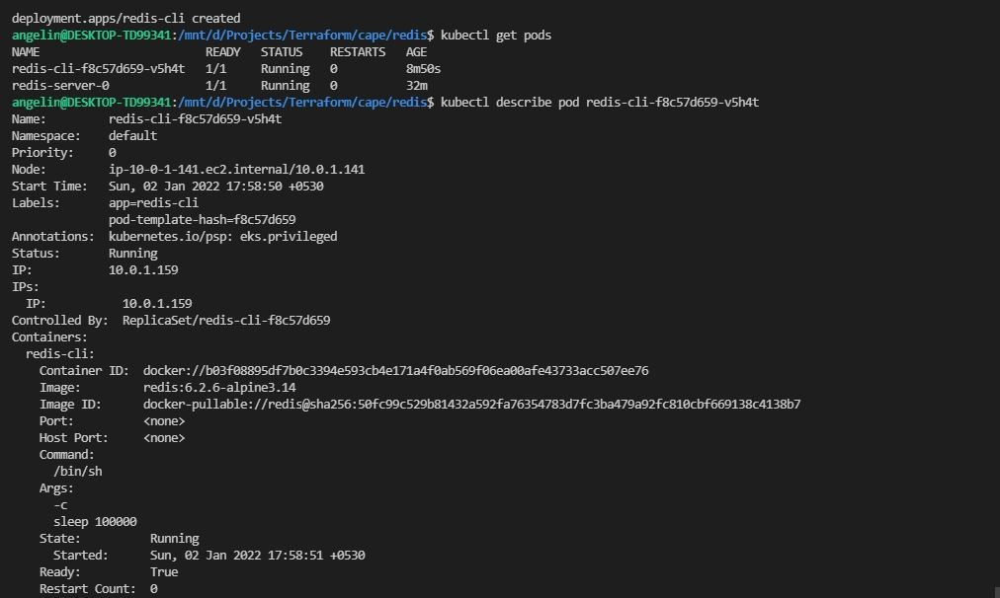 deployment.apps/redis-cli created
angelin@DESKTOP-TD99341:/mnt/d/Projects/Terraform/cape/redis$ kubectl get pods
NAME READY STATUS RESTARTS AGE
redis-cli-f8c57d659-v5h4t 1/1 Running 0 8m50s
redis-server-0 1/1 Running 0 32m
angelin@DESKTOP-TD99341:/mnt/d/Projects/Terraform/cape/redis$ kubectl describe pod redis-cli-f8c57d659-v5h4t
Name: redis-cli-f8c57d659-v5h4t
Namespace: default
Priority: 0
Node: ip-10-0-1-141.ec2.internal/10.0.1.141
Start Time: Sun, 02 Jan 2022 17:58:50 +0530
Labels: app=redis-cli
pod-template-hash=f8c57d659
Annotations: kubernetes.io/psp: eks.privileged
Status: Running
IP: 10.0.1.159
IPs:
IP: 10.0.1.159
Controlled By: ReplicaSet/redis-cli-f8c57d659
Containers:
redis-cli:
Container ID: docker://b03f08895df7b0c3394e593cb4e171a4f0ab569f06ea00afe43733acc507ee76
Image: redis:6.2.6-alpine3.14
Image ID: docker-pullable://redis@sha256:50fc99c529b81432a592fa76354783d7fc3ba479a92fc810cbf669138c4138b7
Port: <none>
Host Port: <none>
Command:
/bin/sh
Args:
-c
sleep 100000
State: Running
Started: Sun, 02 Jan 2022 17:58:51 +0530
Ready: True
Restart Count: 0